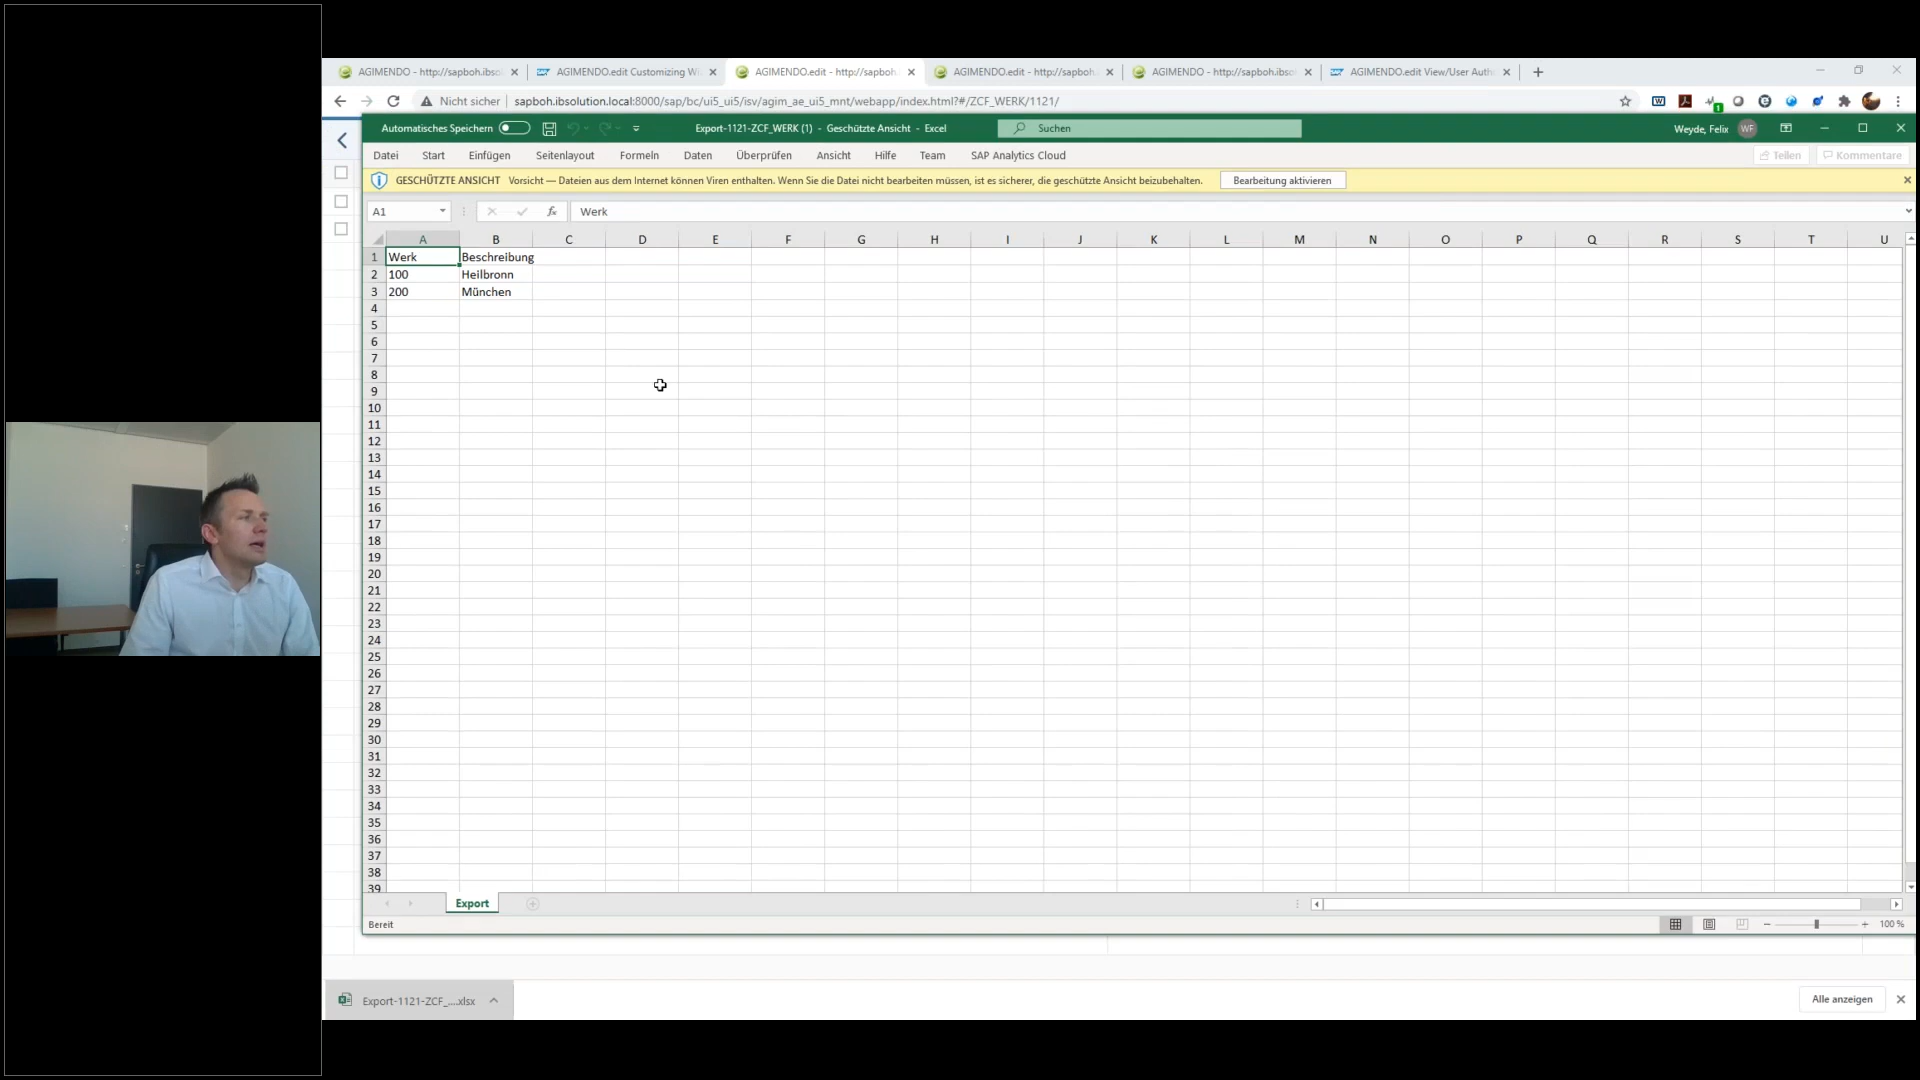 AGIMENDO - http://sapboh.ibso
AGIMENDO.edit Customizing Wi
AGIMENDO.edit - http://sapboh.
AGIMENDO.edit - http://sapboh.
AGIMENDO - http://sapboh.ibso
AGIMENDO.edit View/User Auth
Nicht sicher
sapboh.ibsolution.local:8000/sap/bc/ui5_ui5/isv/agim_ae_ui5_mnt/webapp/index.html?#/ZCF_WERK/1121/
Automatisches Speichern
Export-1121-ZCF_WERK (1) - Geschützte Ansicht - Excel
Suchen
Weyde, Felix
WF
Datei Start Einfügen Seitenlayout Formeln Daten Überprüfen Ansicht Hilfe Team SAP Analytics Cloud
Teilen
Kommentare
GESCHÜTZTE ANSICHT Vorsicht — Dateien aus dem Internet können Viren enthalten. Wenn Sie die Datei nicht bearbeiten müssen, ist es sicherer, die geschützte Ansicht beizubehalten.
Bearbeitung aktivieren
A1
fx
Werk
A B C D E F G H I J K L M N O P Q R S T U
1 Werk Beschreibung
2 100 Heilbronn
3 200 München
4
5
6
7
8
9
10
11
12
13
14
15
16
17
18
19
20
21
22
23
24
25
26
27
28
29
30
31
32
33
34
35
36
37
38
39
Export
Bereit
100 %
Export-1121-ZCF_....xlsx
Alle anzeigen